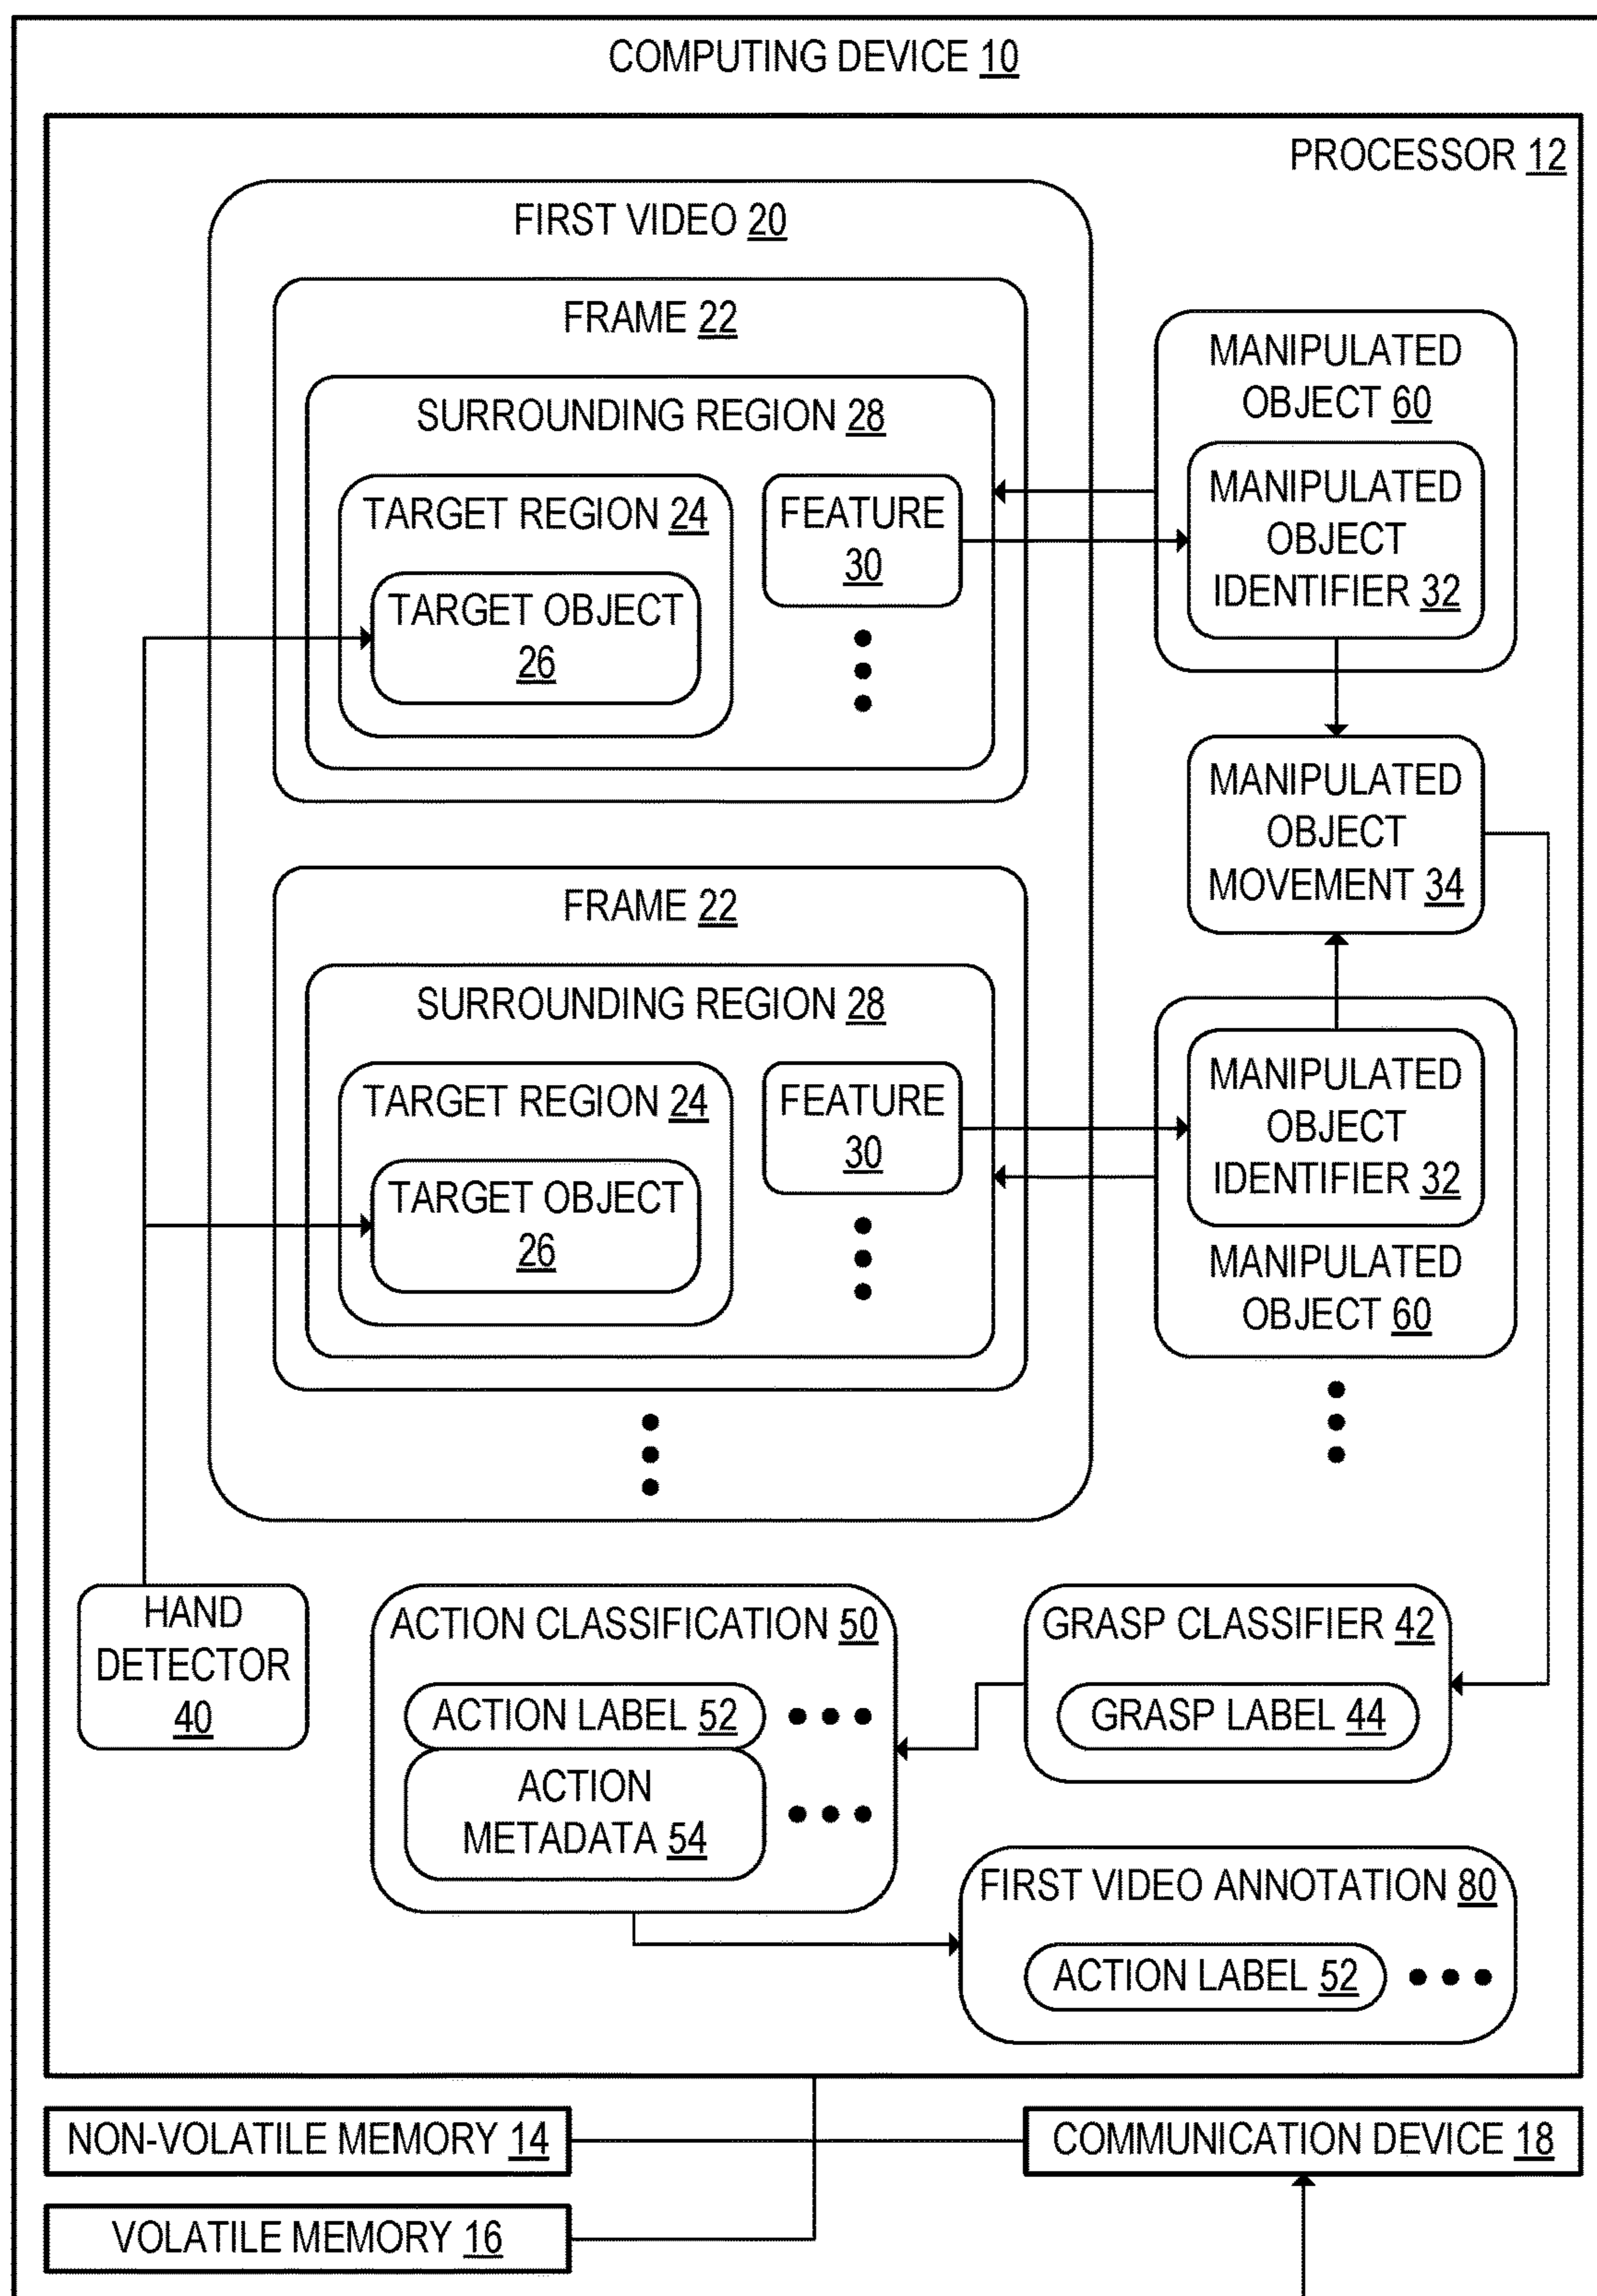 COMPUTING DEVICE 10
PROCESSOR 12
FIRST VIDEO 20
FRAME 22
SURROUNDING REGION 28
TARGET REGION 24
TARGET OBJECT
26
FEATURE
30
MANIPULATED
OBJECT 60
MANIPULATED
OBJECT
IDENTIFIER 32
MANIPULATED
OBJECT
MOVEMENT 34
FRAME 22
SURROUNDING REGION 28
TARGET REGION 24
TARGET OBJECT
26
FEATURE
30
MANIPULATED
OBJECT
IDENTIFIER 32
MANIPULATED
OBJECT 60
HAND
DETECTOR
40
ACTION CLASSIFICATION 50
ACTION LABEL 52
ACTION
METADATA 54
GRASP CLASSIFIER 42
GRASP LABEL 44
FIRST VIDEO ANNOTATION 80
ACTION LABEL 52
NON-VOLATILE MEMORY 14
COMMUNICATION DEVICE 18
VOLATILE MEMORY 16